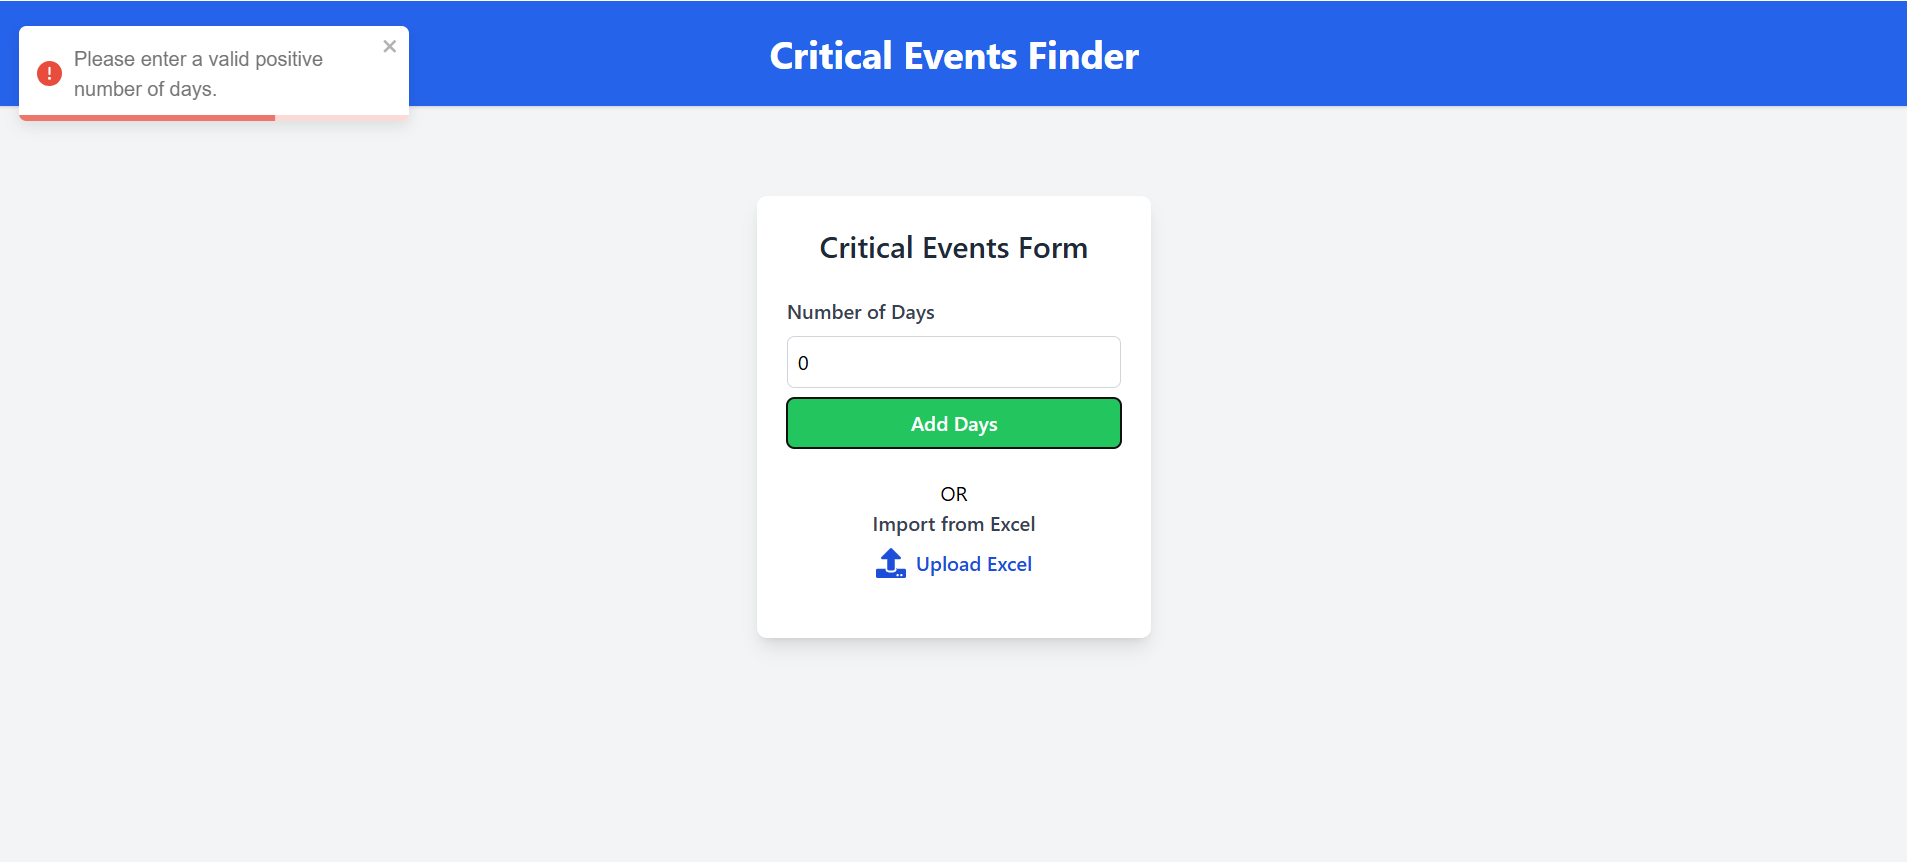 Please enter a valid positive
number of days.
Critical Events Finder
Critical Events Form
Number of Days
0
Add Days
OR
Import from Excel
Upload Excel